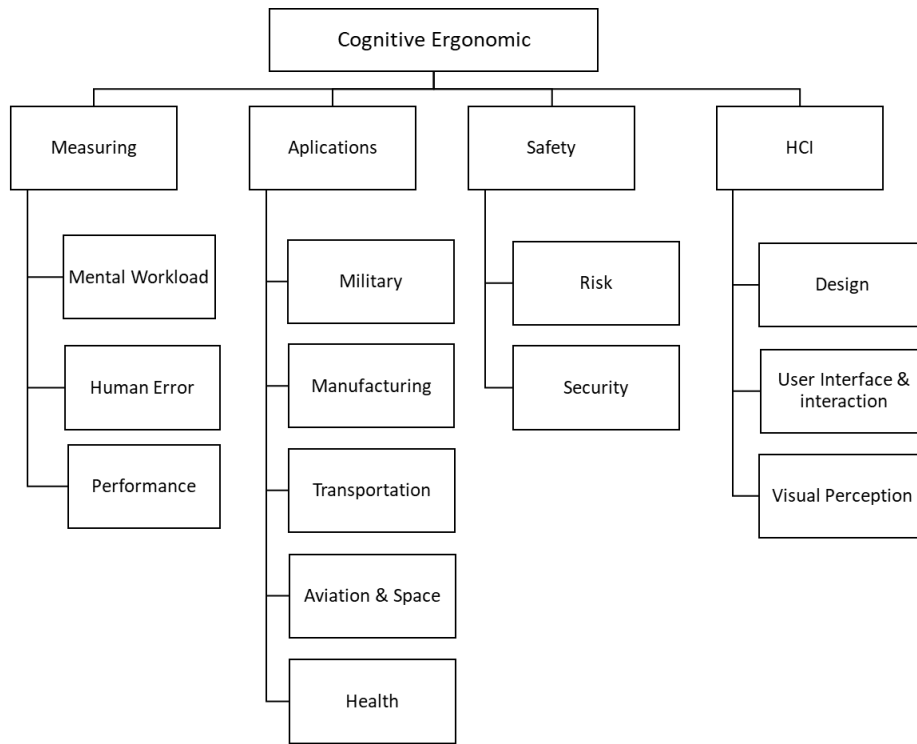 Cognitive Ergonomic
Measuring
Mental Workload
Human Error
Performance
Aplications
Military
Manufacturing
Transportation
Aviation & Space
Health
Safety
Risk
Security
HCI
Design
User Interface &
interaction
Visual Perception